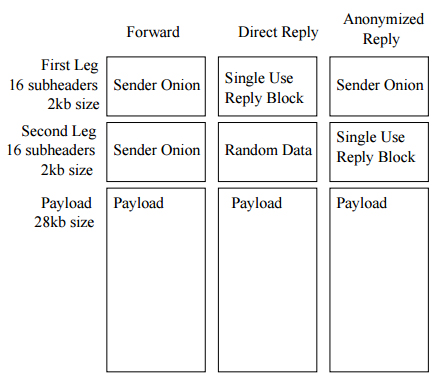 Forward
Direct Reply
Anonymized
Reply
First Leg
16 subheaders
2kb size
Sender Onion
Single Use
Reply Block
Sender Onion
Second Leg
16 subheaders
2kb size
Sender Onion
Random Data
Single Use
Reply Block
Payload
28kb size
Payload
Payload
Payload